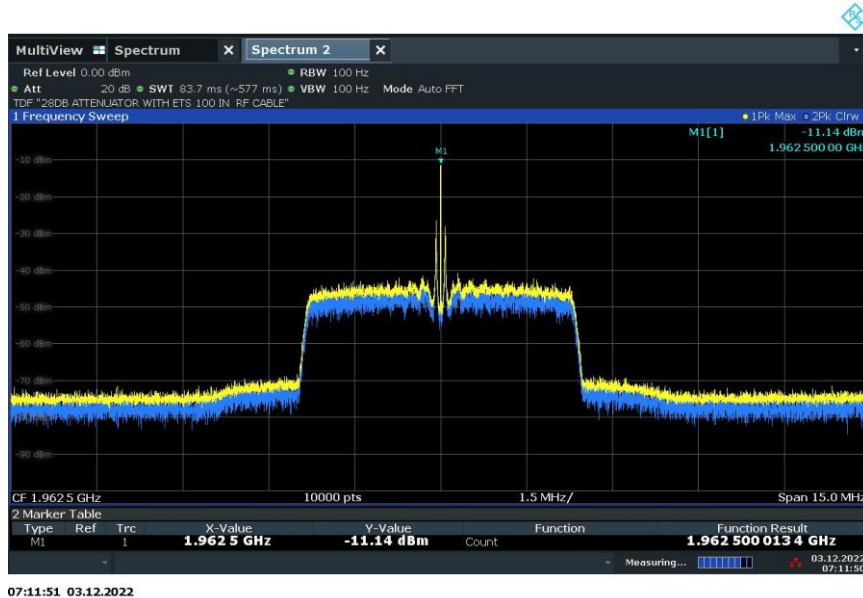 MultiView Spectrum X Spectrum 2 X
Ref Level 0.00 dBm RBW 100 Hz
Att 20 dB SWT 83.7 ms (~577 ms) VBW 100 Hz Mode Auto FFT
TDF "28DB ATTENUATOR WITH ETS 100 IN RF CABLE"
1 Frequency Sweep 1Pk Max 2Pk Clrw
M1[1] -11.14 dBm
1.962 500 00 GHz
M1
-10 dBm
-20 dBm
-30 dBm
-40 dBm
-50 dBm
-60 dBm
-70 dBm
-90 dBm
CF 1.962 5 GHz 10000 pts 1.5 MHz/ Span 15.0 MHz
2 Marker Table
Type Ref Trc X-Value Y-Value Function Function Result
M1 1 1.962 5 GHz -11.14 dBm Count 1.962 500 013 4 GHz
Measuring... 03.12.2022
07:11:50
07:11:51 03.12.2022